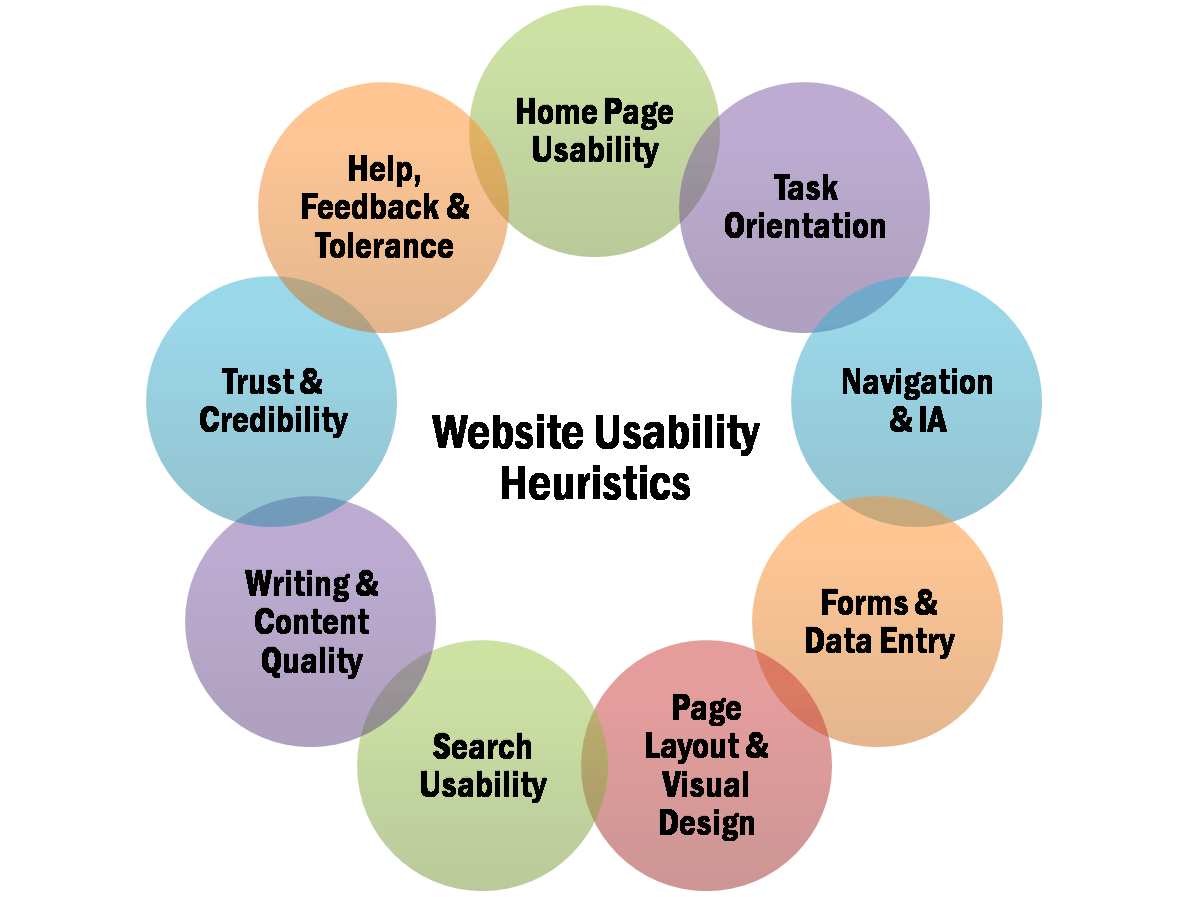 Home Page
Usability
Task
Orientation
Navigation
& IA
Forms &
Data Entry
Page
Layout &
Visual
Design
Search
Usability
Writing &
Content
Quality
Trust &
Credibility
Help,
Feedback &
Tolerance
Website Usability
Heuristics